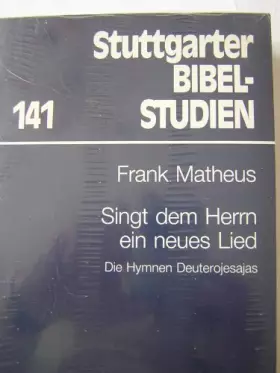 Stuttgarter
BIBEL-
141 STUDIEN
Frank Matheus
Singt dem Herrn
ein neues Lied
Die Hymnen Deuterojesajas